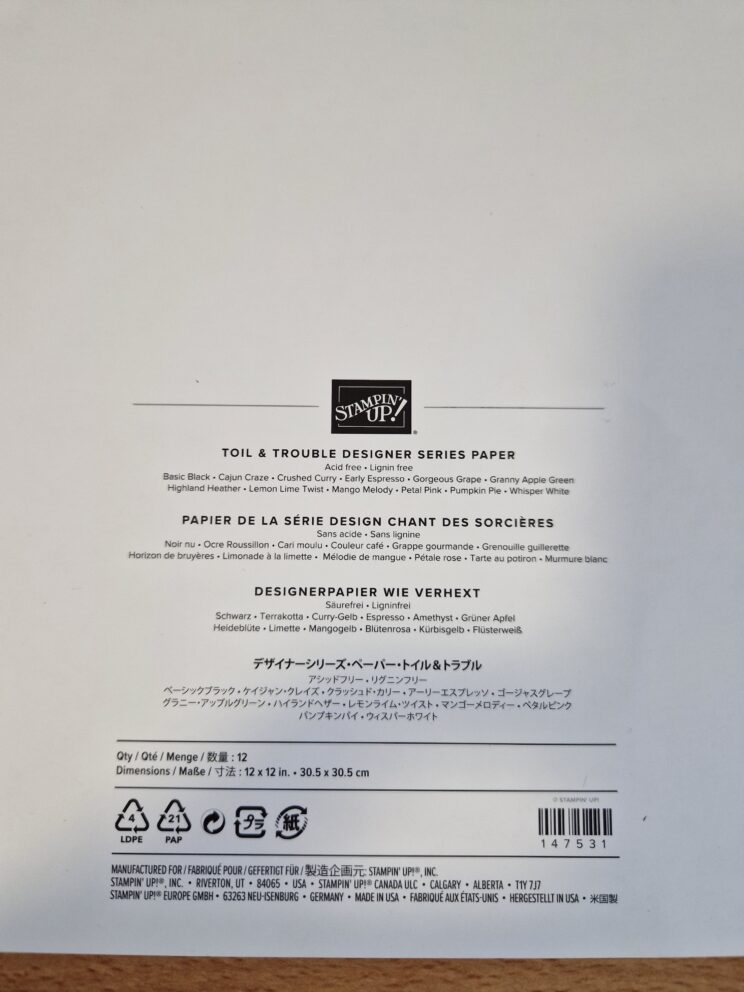 STAMPIN' UP!®
TOIL & TROUBLE DESIGNER SERIES PAPER
Acid free • Lignin free
Basic Black • Cajun Craze • Crushed Curry • Early Espresso • Gorgeous Grape • Granny Apple Green
Highland Heather • Lemon Lime Twist • Mango Melody • Petal Pink • Pumpkin Pie • Whisper White
PAPIER DE LA SÉRIE DESIGN CHANT DES SORCIÈRES
Sans acide • Sans lignine
Noir nu • Ocre Roussillon • Cari moulu • Couleur café • Grappe gourmande • Grenouille guillerette
Horizon de bruyères • Limonade à la limette • Mélodie de mangue • Pétale rose • Tarte au potiron • Murmure blanc
DESIGNERPAPIER WIE VERHEXT
Säurefrei • Ligninfrei
Schwarz • Terrakotta • Curry-Gelb • Espresso • Amethyst • Grüner Apfel
Heideblüte • Limette • Mangogelb • Blütenrosa • Kürbisgelb • Flüsterweiß
デザイナーシリーズ・ペーパー・トイル&トラブル
アシッドフリー・リグニンフリー
ベーシックブラック・ケイジャン・クレイズ・クラッシュド・カリー・アーリーエスプレッソ・ゴージャスグレープ
グラニー・アップルグリーン・ハイランドヘザー・レモンライム・ツイスト・マンゴーメロディー・ペタルピンク
パンプキンパイ・ウィスパーホワイト
Qty / Qté / Menge / 数量 : 12
Dimensions / Maße / 寸法 : 12 x 12 in. • 30.5 x 30.5 cm
© STAMPIN' UP!
4 21 プラ 紙
LDPE PAP
147531
MANUFACTURED FOR / FABRIQUÉ POUR / GEFERTIGT FÜR / 製造企画元: STAMPIN' UP!®, INC.
STAMPIN' UP!®, INC. • RIVERTON, UT • 84065 • USA • STAMPIN' UP!® CANADA ULC • CALGARY • ALBERTA • T1Y 7J7
STAMPIN' UP!® EUROPE GMBH • 63263 NEU-ISENBURG • GERMANY • MADE IN USA • FABRIQUÉ AUX ÉTATS-UNIS • HERGESTELLT IN USA • 米国製